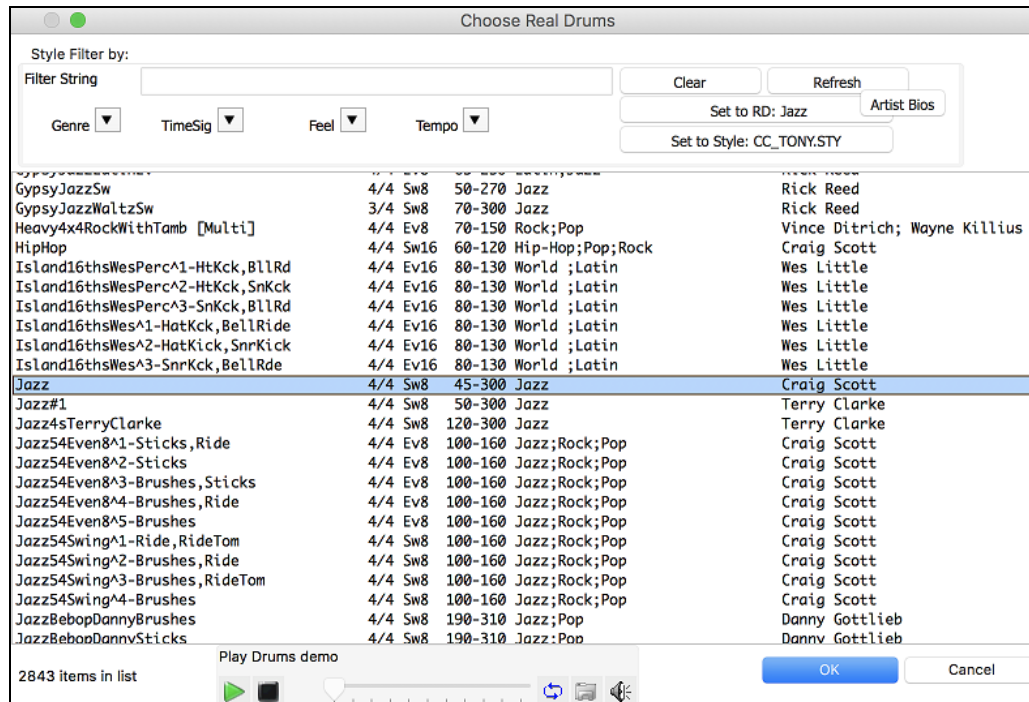 Choose Real Drums
Style Filter by:
Filter String
Clear Refresh
Set to RD: Jazz Artist Bios
Genre TimeSig Feel Tempo
Set to Style: CC_TONY.STY
GypsyJazzSw 4/4 Sw8 50-270 Jazz Rick Reed
GypsyJazzWaltzSw 3/4 Sw8 70-300 Jazz Rick Reed
Heavy4x4RockWithTamb [Multi] 4/4 Ev8 70-150 Rock;Pop Vince Ditrich; Wayne Killius
HipHop 4/4 Sw16 60-120 Hip-Hop;Pop;Rock Craig Scott
Island16thsWesPerc^1-HtKck,BllRd 4/4 Ev16 80-130 World ;Latin Wes Little
Island16thsWesPerc^2-HtKck,SnKck 4/4 Ev16 80-130 World ;Latin Wes Little
Island16thsWesPerc^3-SnKck,BllRd 4/4 Ev16 80-130 World ;Latin Wes Little
Island16thsWes^1-HatKck,BellRide 4/4 Ev16 80-130 World ;Latin Wes Little
Island16thsWes^2-HatKick,SnrKick 4/4 Ev16 80-130 World ;Latin Wes Little
Island16thsWes^3-SnrKck,BellRde 4/4 Ev16 80-130 World ;Latin Wes Little
Jazz 4/4 Sw8 45-300 Jazz Craig Scott
Jazz#1 4/4 Sw8 50-300 Jazz Terry Clarke
Jazz4sTerryClarke 4/4 Sw8 120-300 Jazz Terry Clarke
Jazz54Even8^1-Sticks,Ride 4/4 Ev8 100-160 Jazz;Rock;Pop Craig Scott
Jazz54Even8^2-Sticks 4/4 Ev8 100-160 Jazz;Rock;Pop Craig Scott
Jazz54Even8^3-Brushes,Sticks 4/4 Ev8 100-160 Jazz;Rock;Pop Craig Scott
Jazz54Even8^4-Brushes,Ride 4/4 Ev8 100-160 Jazz;Rock;Pop Craig Scott
Jazz54Even8^5-Brushes 4/4 Ev8 100-160 Jazz;Rock;Pop Craig Scott
Jazz54Swing^1-Ride,RideTom 4/4 Sw8 100-160 Jazz;Rock;Pop Craig Scott
Jazz54Swing^2-Brushes,Ride 4/4 Sw8 100-160 Jazz;Rock;Pop Craig Scott
Jazz54Swing^3-Brushes,RideTom 4/4 Sw8 100-160 Jazz;Rock;Pop Craig Scott
Jazz54Swing^4-Brushes 4/4 Sw8 100-160 Jazz;Rock;Pop Craig Scott
JazzBebopDannyBrushes 4/4 Sw8 190-310 Jazz;Pop Danny Gottlieb
JazzBebopDannySticks 4/4 Sw8 190-310 Jazz;Pop Danny Gottlieb
Play Drums demo
2843 items in list
OK Cancel